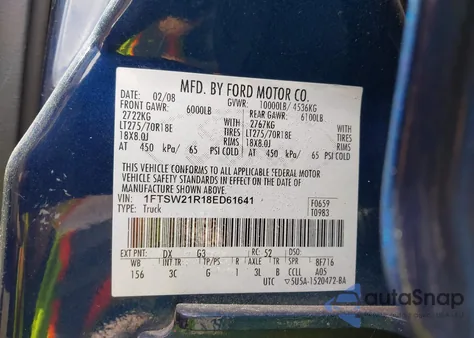 MFD. BY FORD MOTOR CO.
02/08 GVWR: 10000LB/ 4536KG
FRONT GAWR: 6000LB REAR GAWR: 6100LB
2722KG WITH 2767KG WITH
LT275/70R18E TIRES LT275/70R18E TIRES
18X8.0J RIMS 18X8.0J RIMS
AT 450 kPa/ 65 PSI COLD AT 450 kPa/ 65 PSI COLD
THIS VEHICLE CONFORMS TO ALL APPLICABLE FEDERAL MOTOR
VEHICLE SAFETY STANDARDS IN EFFECT ON THE DATE OF
MANUFACTURE SHOWN ABOVE.
VIN: 1FTSW21R18ED61641 F0659
TYPE: Truck T0983
EXT PNT: DX G3 RC: 52 DSO:
WB INT TR TP/PS R AXLE TR SPR BF716
156 3C G 1 3L B CCLL A05
UTC 5U5A-1520472-BA
autoSnap